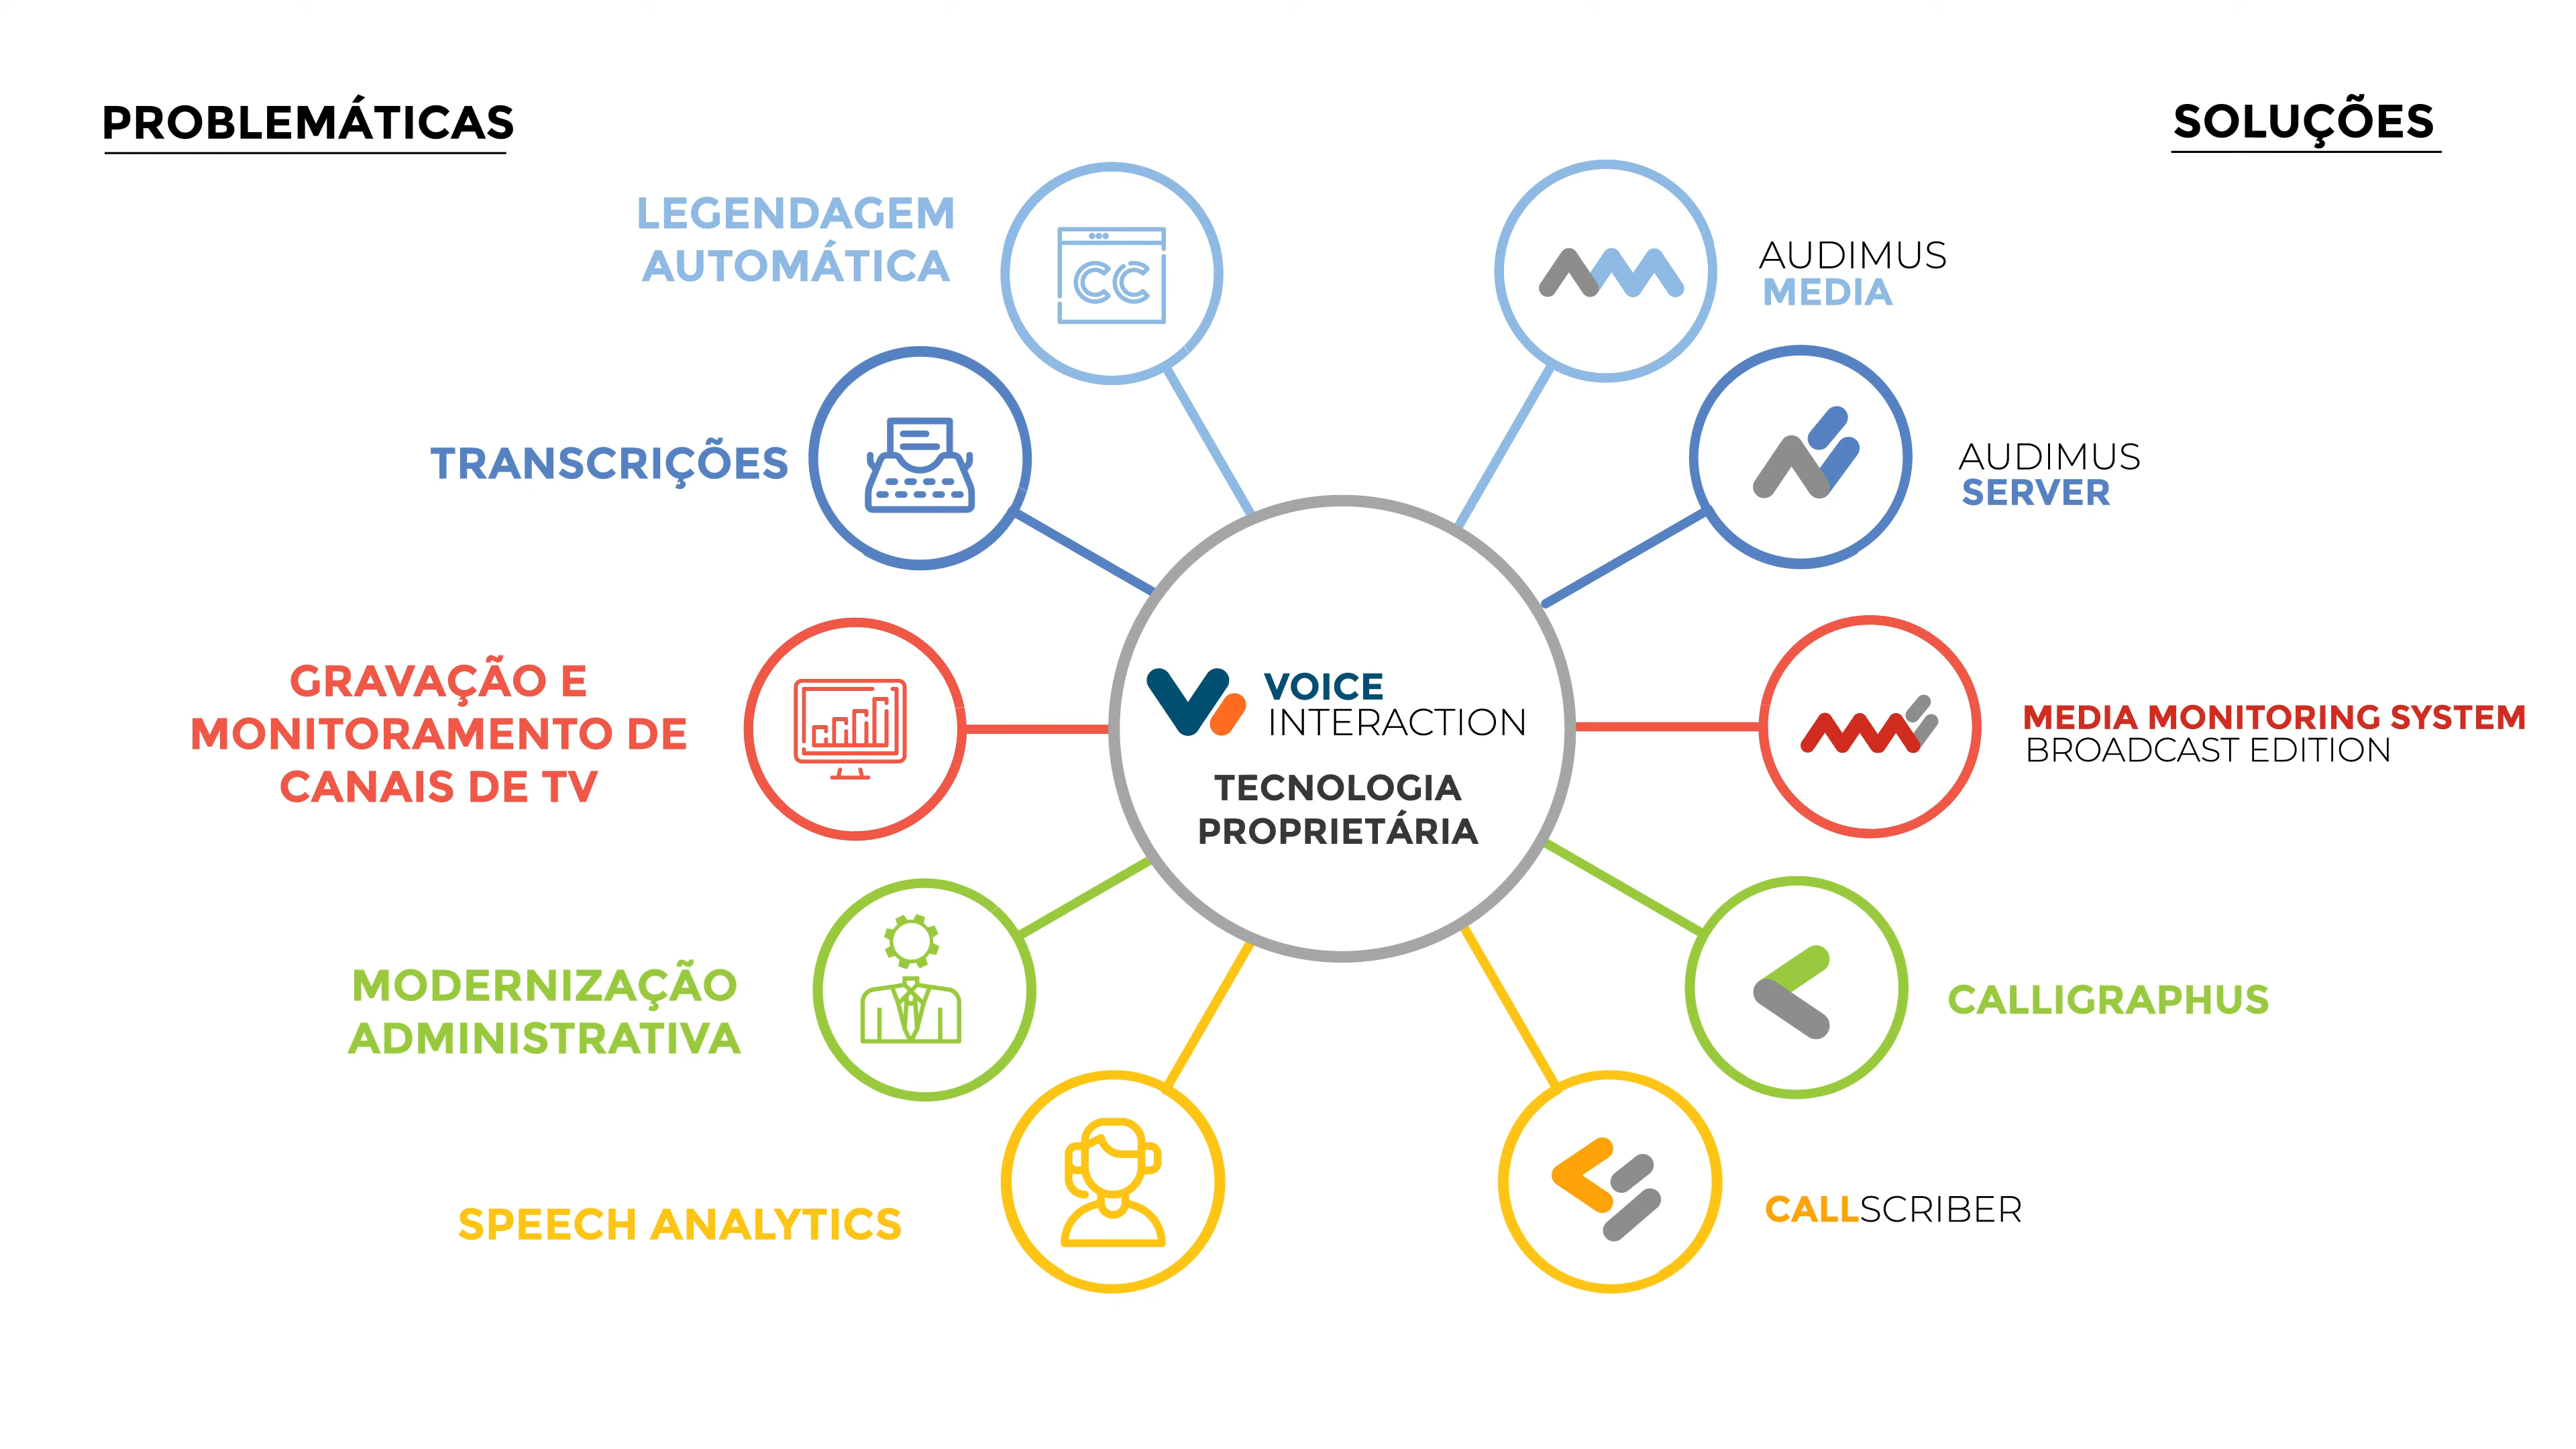 PROBLEMÁTICAS
SOLUÇÕES
LEGENDAGEM
AUTOMÁTICA
CC
TRANSCRIÇÕES
GRAVAÇÃO E
MONITORAMENTO DE
CANAIS DE TV
MODERNIZAÇÃO
ADMINISTRATIVA
SPEECH ANALYTICS
VOICE
INTERACTION
TECNOLOGIA
PROPRIETÁRIA
AUDIMUS
MEDIA
AUDIMUS
SERVER
MEDIA MONITORING SYSTEM
BROADCAST EDITION
CALLIGRAPHUS
CALLSCRIBER